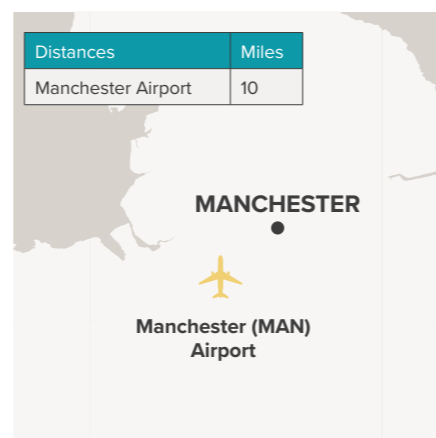 Distances Miles
Manchester Airport 10
MANCHESTER
Manchester (MAN)
Airport